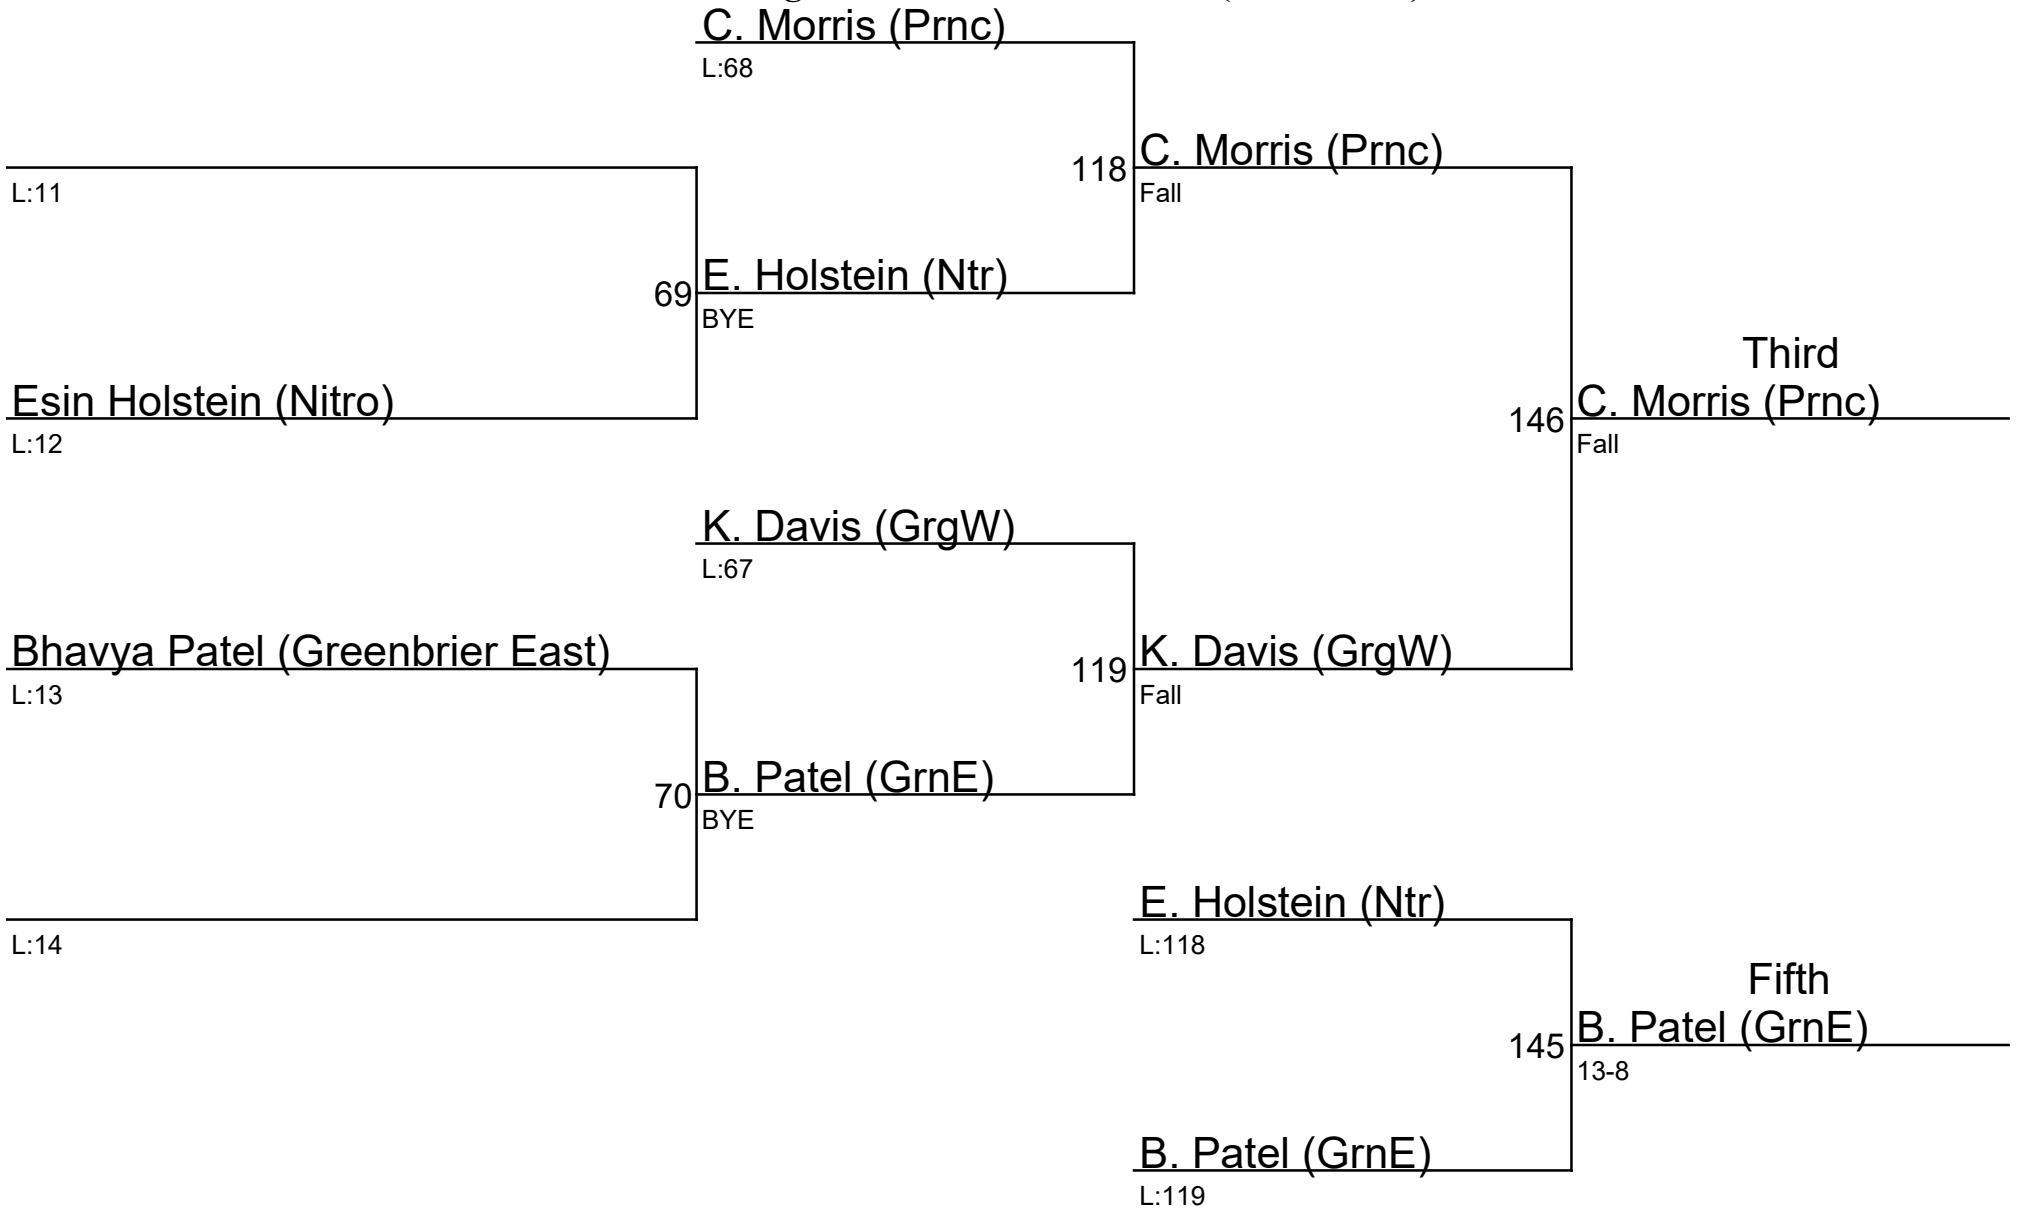 C. Morris (Prnc)
L:68
118
C. Morris (Prnc)
Fall
L:11
69
E. Holstein (Ntr)
BYE
Esin Holstein (Nitro)
L:12
Third
146
C. Morris (Prnc)
Fall
K. Davis (GrgW)
L:67
Bhavya Patel (Greenbrier East)
L:13
119
K. Davis (GrgW)
Fall
70
B. Patel (GrnE)
BYE
L:14
E. Holstein (Ntr)
L:118
Fifth
145
B. Patel (GrnE)
13-8
B. Patel (GrnE)
L:119